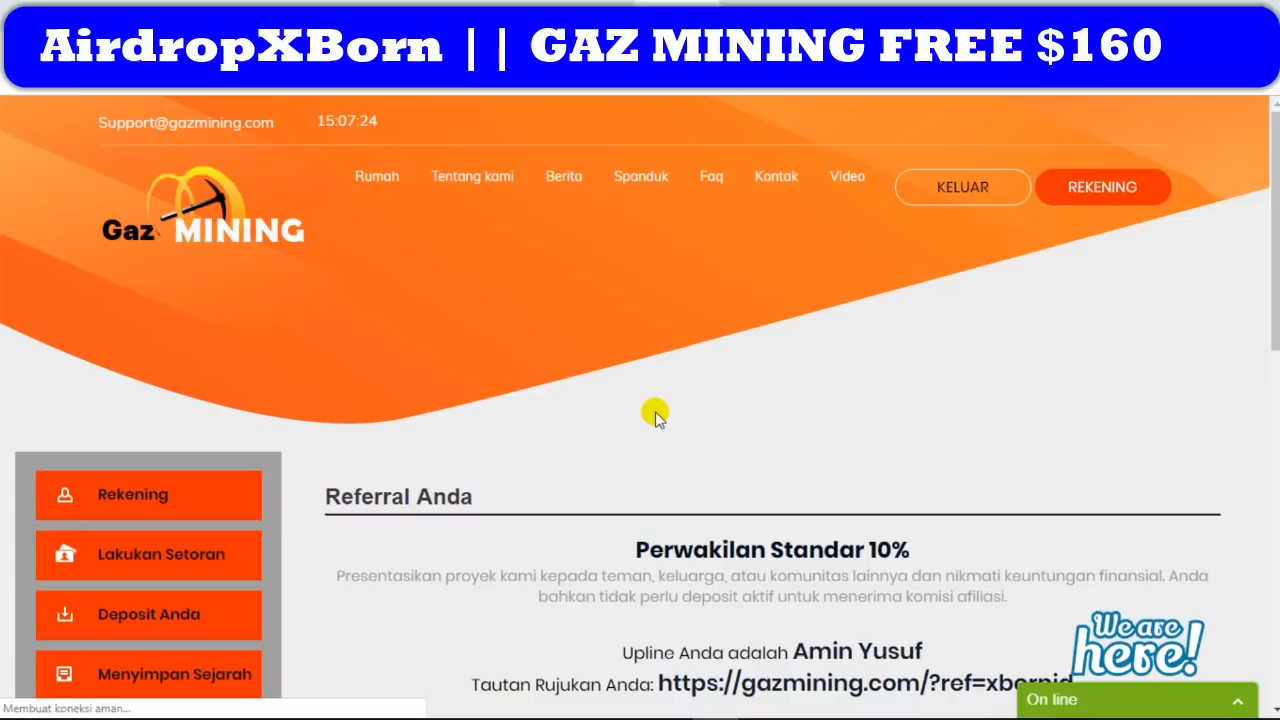 AirdropXBorn || GAZ MINING FREE $160
Support@gazmining.com 15:07:24
Gaz MINING
Rumah Tentang kami Berita Spanduk Faq Kontak Video KELUAR REKENING
Rekening
Lakukan Setoran
Deposit Anda
Menyimpan Sejarah
Referral Anda
Perwakilan Standar 10%
Presentasikan proyek kami kepada teman, keluarga, atau komunitas lainnya dan nikmati keuntungan finansial. Anda
bahkan tidak perlu deposit aktif untuk menerima komisi afiliasi.
Upline Anda adalah Amin Yusuf
Tautan Rujukan Anda: https://gazmining.com/?ref=xbornid
We are
here!
On line
Membuat koneksi aman...